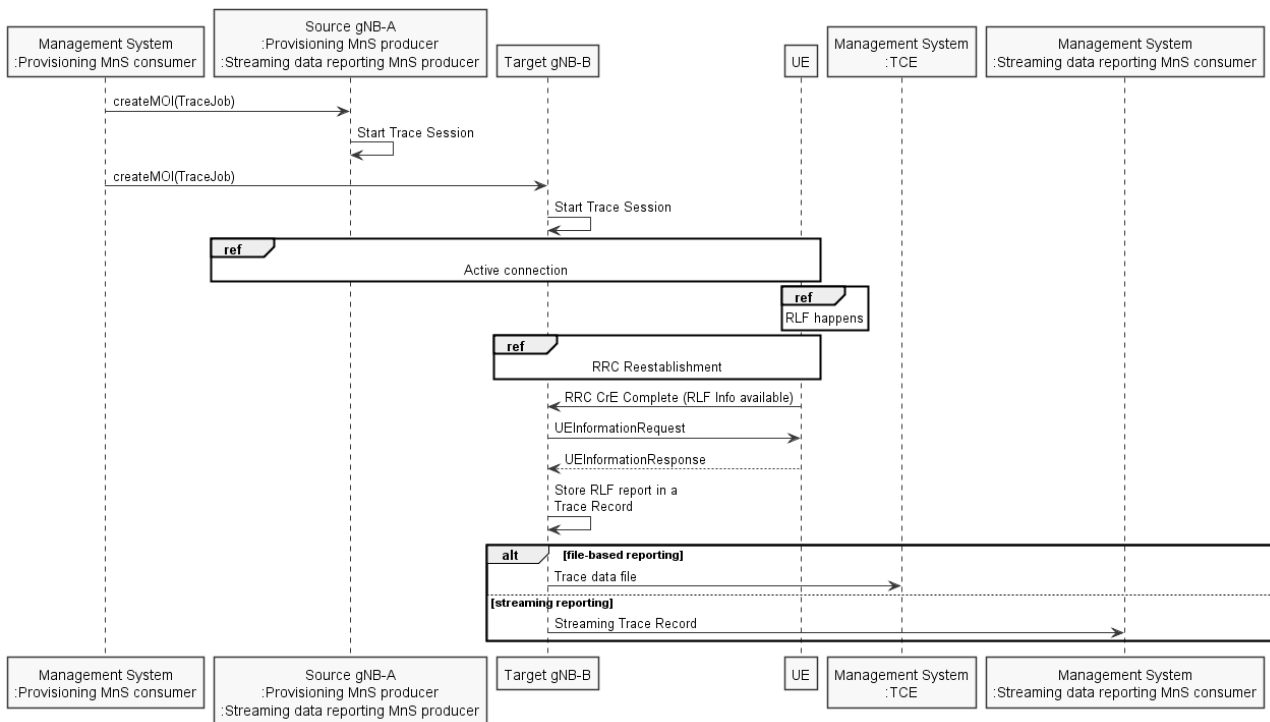 Management System
:Provisioning MnS consumer
Source gNB-A
:Provisioning MnS producer
:Streaming data reporting MnS producer
Target gNB-B
UE
Management System
:TCE
Management System
:Streaming data reporting MnS consumer
createMOI(TraceJob)
Start Trace Session
createMOI(TraceJob)
Start Trace Session
ref
Active connection
ref
RLF happens
ref
RRC Reestablishment
RRC CrE Complete (RLF Info available)
UEInformationRequest
UEInformationResponse
Store RLF report in a
Trace Record
alt
[file-based reporting]
Trace data file
[streaming reporting]
Streaming Trace Record
Management System
:Provisioning MnS consumer
Source gNB-A
:Provisioning MnS producer
:Streaming data reporting MnS producer
Target gNB-B
UE
Management System
:TCE
Management System
:Streaming data reporting MnS consumer